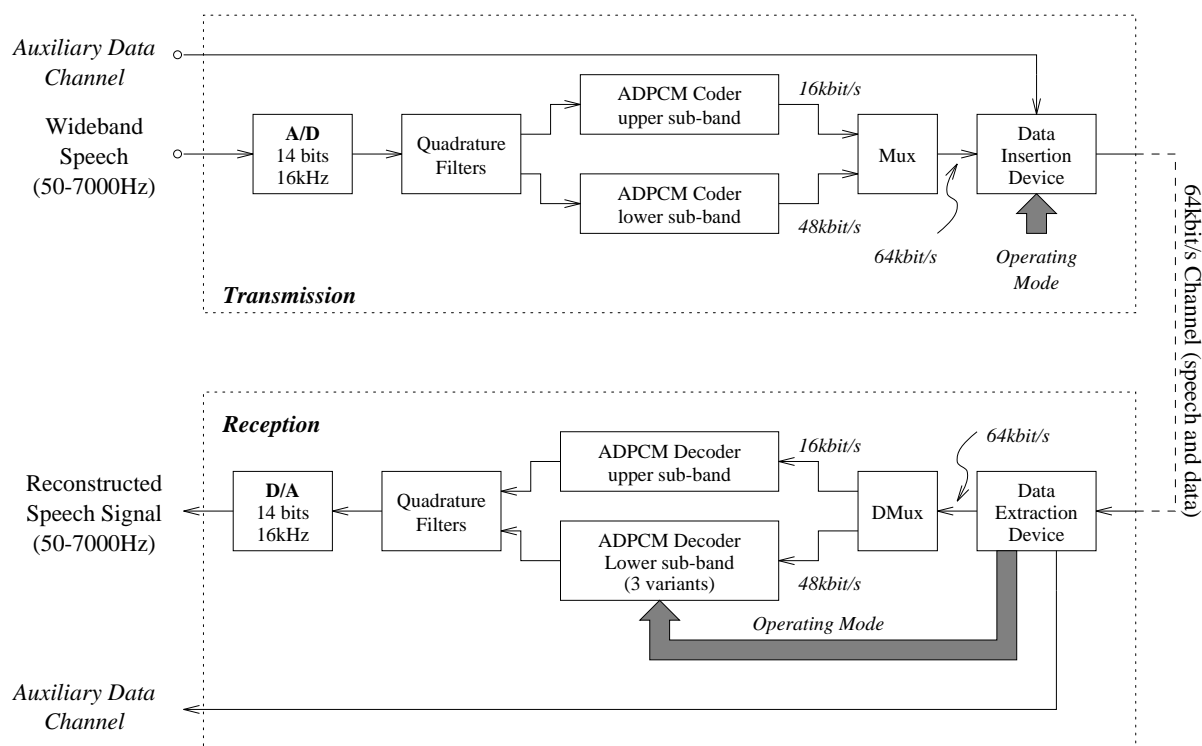 Auxiliary Data
Channel
Wideband
Speech
(50-7000Hz)
A/D
14 bits
16kHz
Quadrature
Filters
ADPCM Coder
upper sub-band
ADPCM Coder
lower sub-band
16kbit/s
48kbit/s
Mux
64kbit/s
Data
Insertion
Device
Operating
Mode
Transmission
64kbit/s Channel (speech and data)
Reception
Reconstructed
Speech Signal
(50-7000Hz)
D/A
14 bits
16kHz
Quadrature
Filters
ADPCM Decoder
upper sub-band
ADPCM Decoder
Lower sub-band
(3 variants)
16kbit/s
48kbit/s
DMux
64kbit/s
Data
Extraction
Device
Operating Mode
Auxiliary Data
Channel